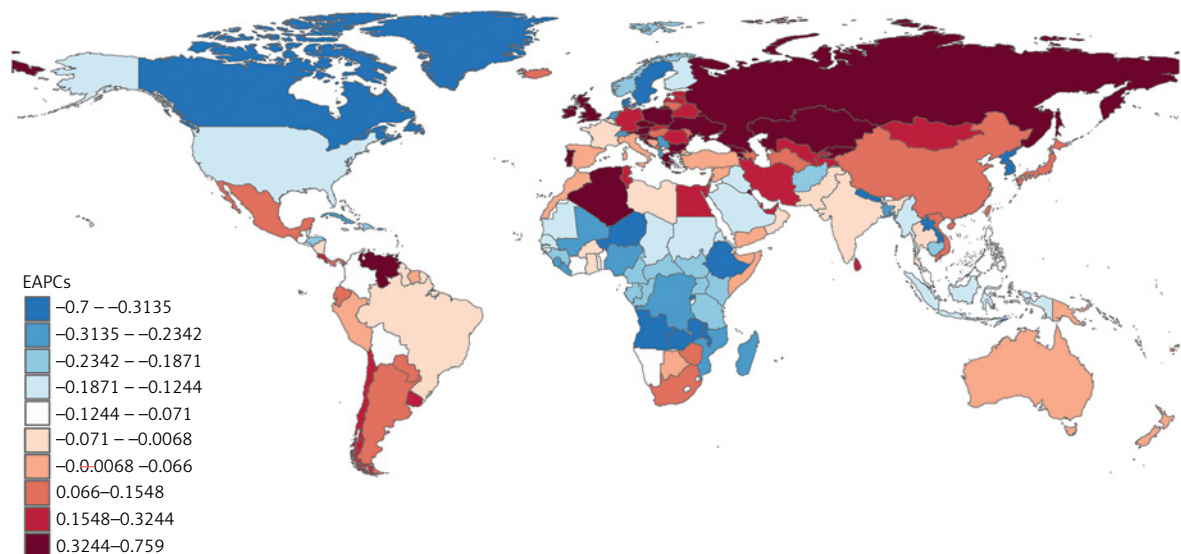 EAPCs
–0.7 – –0.3135
–0.3135 – –0.2342
–0.2342 – –0.1871
–0.1871 – –0.1244
–0.1244 – –0.071
–0.071 – –0.0068
–0.0–0068 –0.066
0.066–0.1548
0.1548–0.3244
0.3244–0.759